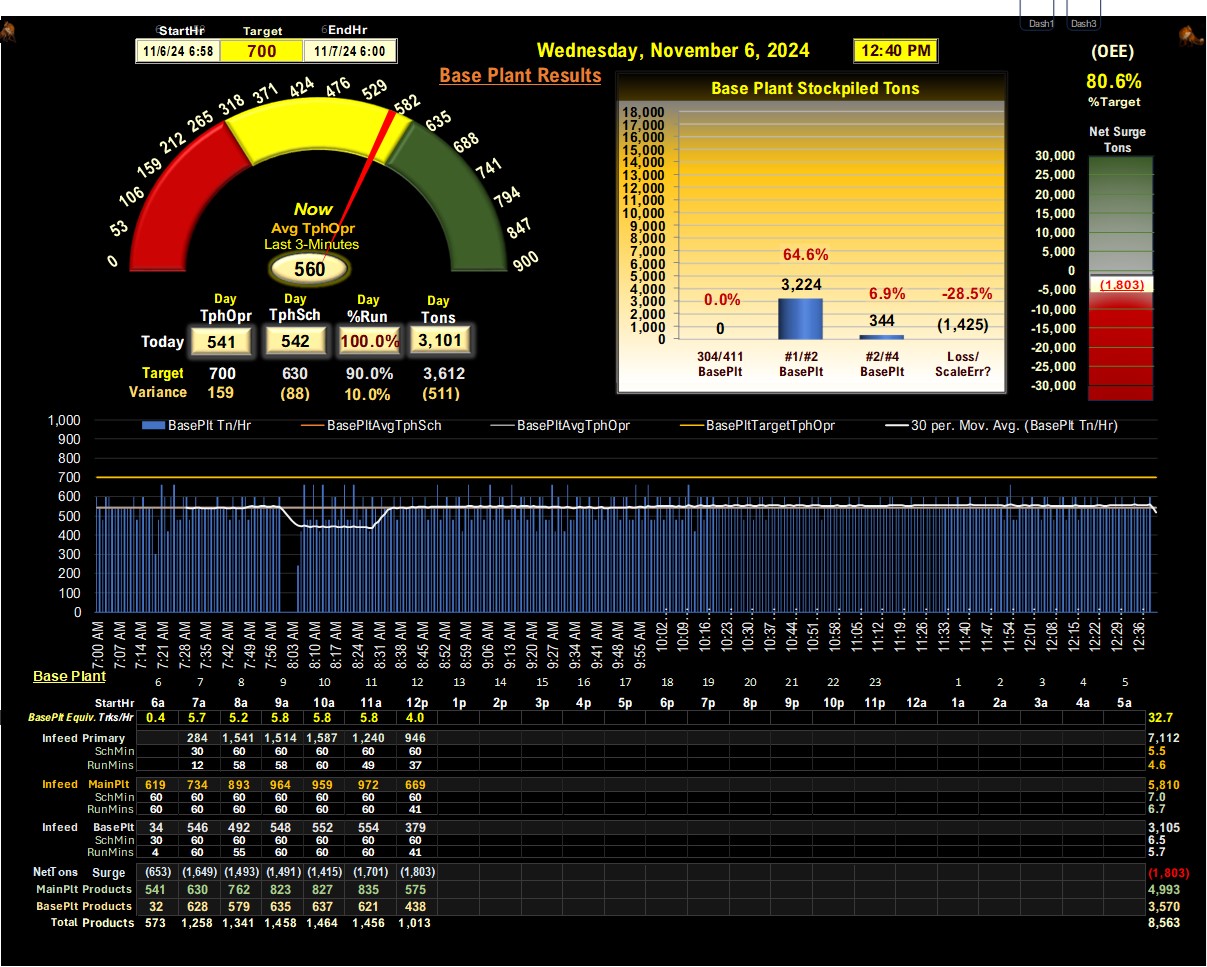 Dash1 Dash3
StartHr Target EndHr
11/6/24 6:58 700 11/7/24 6:00
Wednesday, November 6, 2024 12:40 PM
Base Plant Results
(OEE)
80.6%
%Target
Net Surge
Tons
30,000
25,000
20,000
15,000
10,000
5,000
0
-5,000
-10,000
-15,000
-20,000
-25,000
-30,000
(1,803)
0 53 106 159 212 265 318 371 424 476 529 582 635 688 741 794 847 900
Now
Avg TphOpr
Last 3-Minutes
560
Base Plant Stockpiled Tons
18,000
17,000
16,000
15,000
14,000
13,000
12,000
11,000
10,000
9,000
8,000
7,000
6,000
5,000
4,000
3,000
2,000
1,000
0
0.0% 64.6% 6.9% -28.5%
0 3,224 344 (1,425)
304/411 #1/#2 #2/#4 Loss/
BasePlt BasePlt BasePlt ScaleErr?
Day Day Day Day
TphOpr TphSch %Run Tons
Today 541 542 100.0% 3,101
Target 700 630 90.0% 3,612
Variance 159 (88) 10.0% (511)
BasePlt Tn/Hr BasePltAvgTphSch BasePltAvgTphOpr BasePltTargetTphOpr 30 per. Mov. Avg. (BasePlt Tn/Hr)
1,000
900
800
700
600
500
400
300
200
100
0
7:00 AM 7:07 AM 7:14 AM 7:21 AM 7:28 AM 7:35 AM 7:42 AM 7:49 AM 7:56 AM 8:03 AM 8:10 AM 8:17 AM 8:24 AM 8:31 AM 8:38 AM 8:45 AM 8:52 AM 8:59 AM 9:06 AM 9:13 AM 9:20 AM 9:27 AM 9:34 AM 9:41 AM 9:48 AM 9:55 AM 10:02... 10:09... 10:16... 10:23... 10:30... 10:37... 10:44... 10:51... 10:58... 11:05... 11:12... 11:19... 11:26... 11:33... 11:40... 11:47... 11:54... 12:01... 12:08... 12:15... 12:22... 12:29... 12:36...
Base Plant 6 7 8 9 10 11 12 13 14 15 16 17 18 19 20 21 22 23 1 2 3 4 5
StartHr 6a 7a 8a 9a 10a 11a 12p 1p 2p 3p 4p 5p 6p 7p 8p 9p 10p 11p 12a 1a 2a 3a 4a 5a
BasePlt Equiv. Trks/Hr 0.4 5.7 5.2 5.8 5.8 5.8 4.0 32.7
Infeed Primary 284 1,541 1,514 1,587 1,240 946 7,112
SchMin 30 60 60 60 60 60 5.5
RunMins 12 58 58 60 49 37 4.6
Infeed MainPlt 619 734 893 964 959 972 669 5,810
SchMin 60 60 60 60 60 60 60 7.0
RunMins 60 60 60 60 60 60 41 6.7
Infeed BasePlt 34 546 492 548 552 554 379 3,105
SchMin 30 60 60 60 60 60 60 6.5
RunMins 4 60 55 60 60 60 41 5.7
NetTons Surge (653) (1,649) (1,493) (1,491) (1,415) (1,701) (1,803) (1,803)
MainPlt Products 541 630 762 823 827 835 575 4,993
BasePlt Products 32 628 579 635 637 621 438 3,570
Total Products 573 1,258 1,341 1,458 1,464 1,456 1,013 8,563